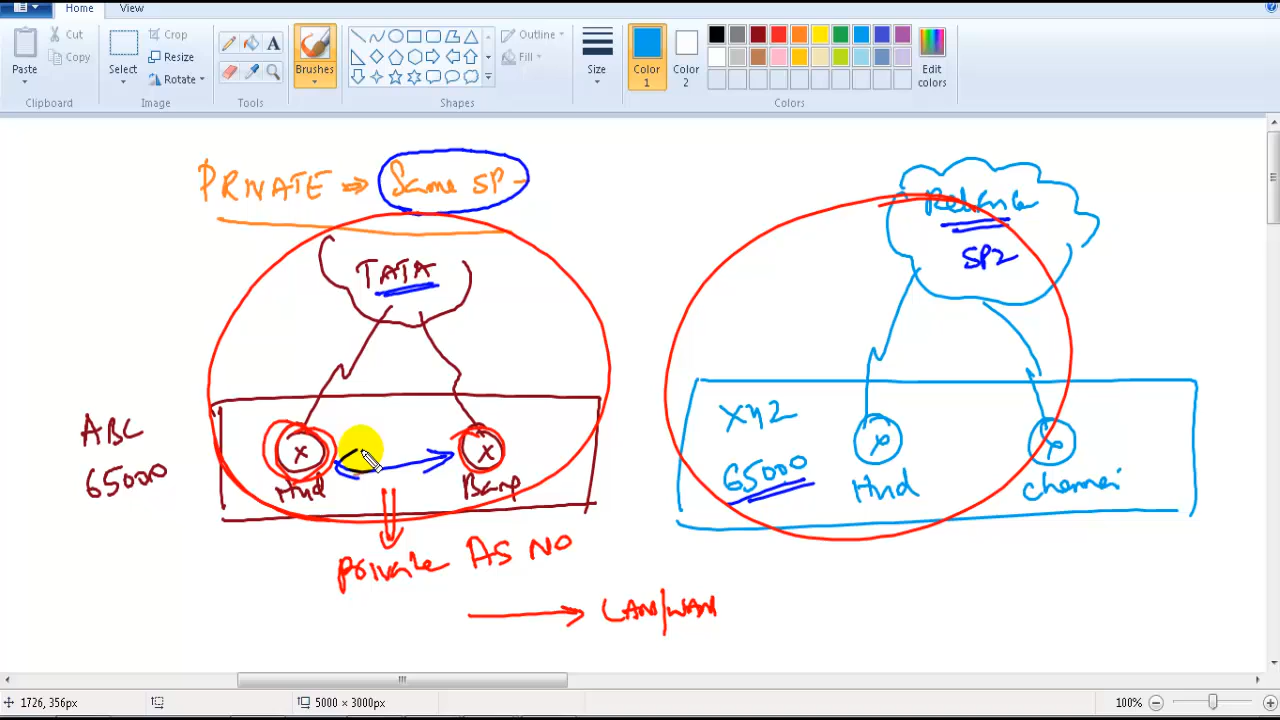 Home View
Cut
Copy
Paste
Clipboard
Select
Crop
Resize
Rotate
Image
Tools
Brushes
Shapes
Outline
Fill
Size
Color 1
Color 2
Edit colors
Colors
PRIVATE => Same SP
TATA
ABC
65000
x x
Hyd Bang
Private AS NO
LAN/WAN
Reliance
SP2
XYZ
65000
Hyd Chennai
1726, 356px
5000 × 3000px
100%